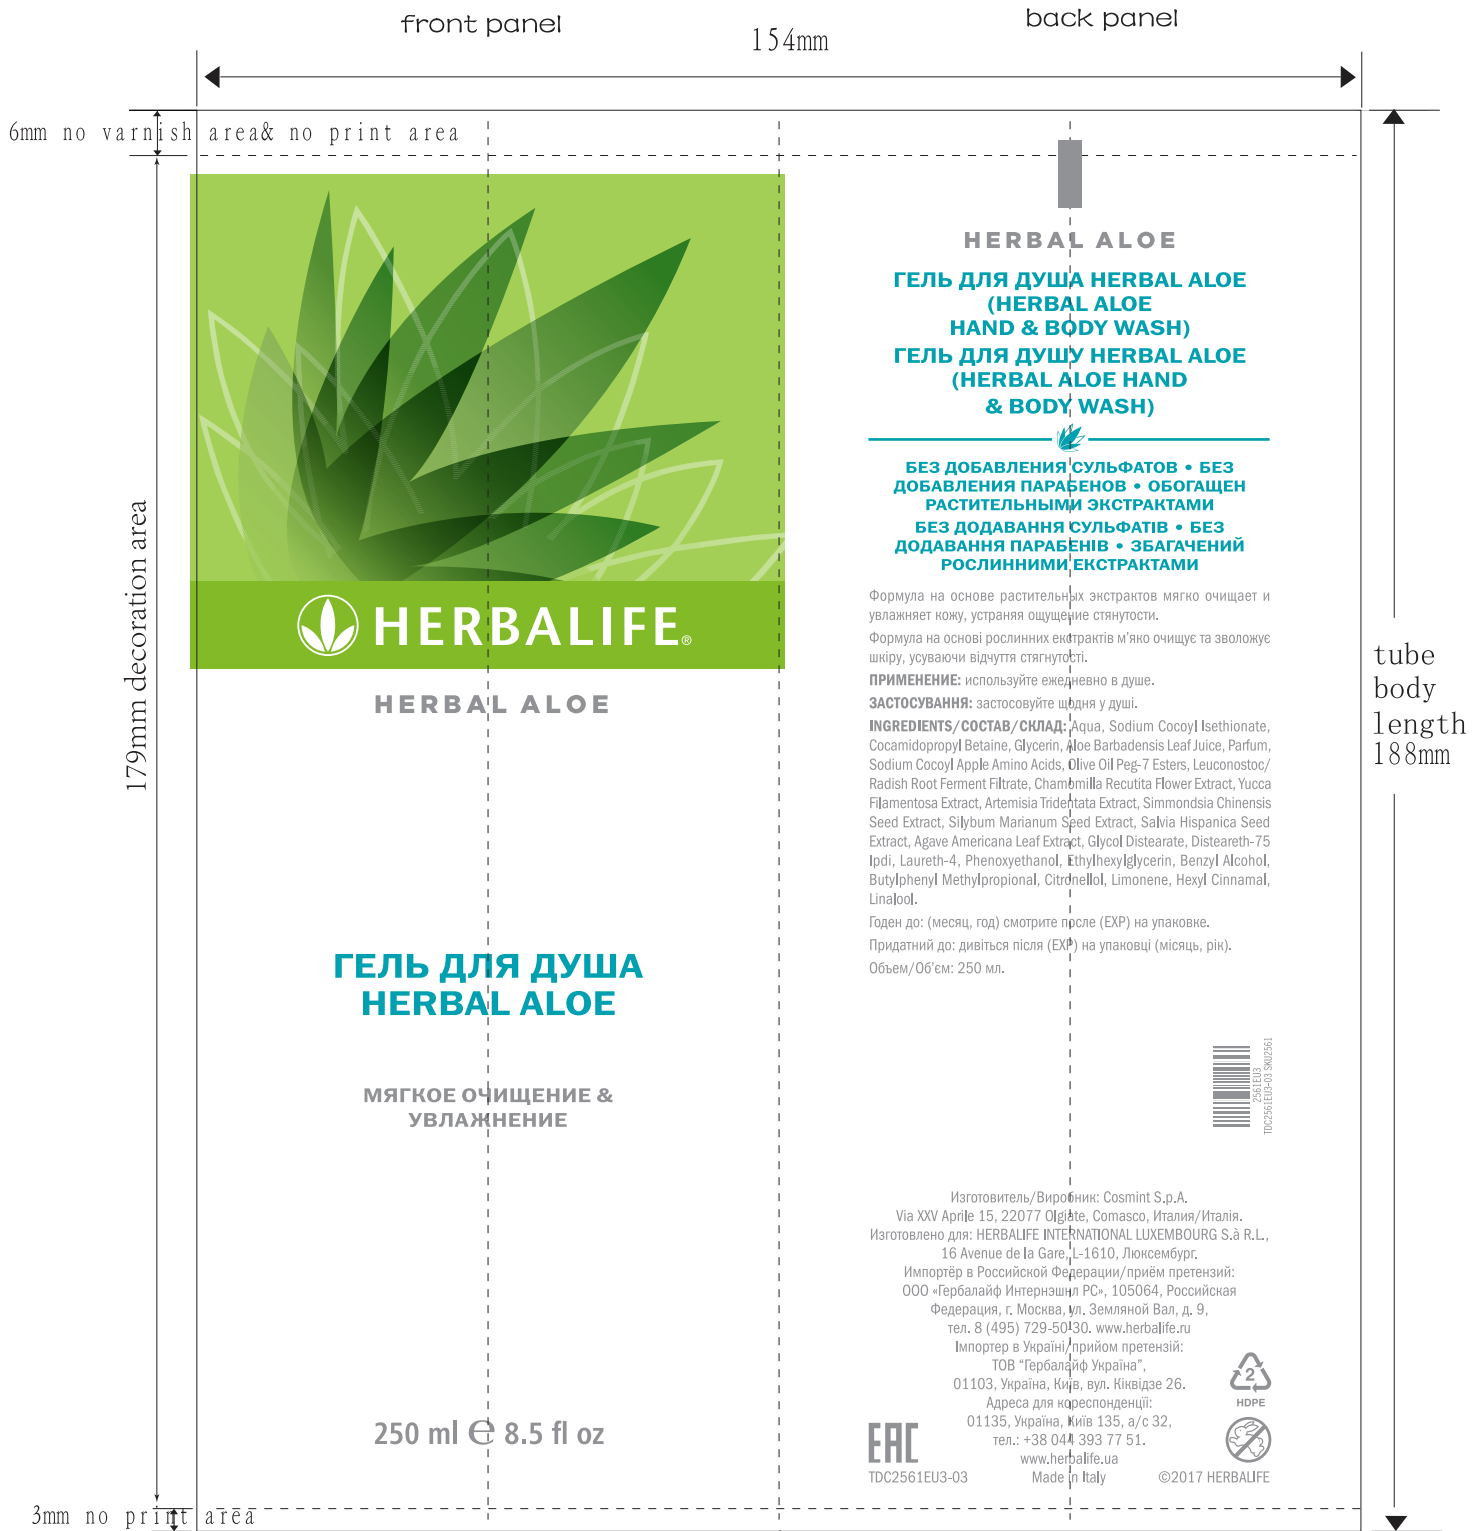 front panel
back panel
154mm
6mm no varnish area& no print area
179mm decoration area
tube
body
length
188mm
3mm no print area
HERBALIFE®
HERBAL ALOE
ГЕЛЬ ДЛЯ ДУША
HERBAL ALOE
МЯГКОЕ ОЧИЩЕНИЕ &
УВЛАЖНЕНИЕ
250 ml ℮ 8.5 fl oz
HERBAL ALOE
ГЕЛЬ ДЛЯ ДУША HERBAL ALOE
(HERBAL ALOE
HAND & BODY WASH)
ГЕЛЬ ДЛЯ ДУШУ HERBAL ALOE
(HERBAL ALOE HAND
& BODY WASH)
БЕЗ ДОБАВЛЕНИЯ СУЛЬФАТОВ • БЕЗ
ДОБАВЛЕНИЯ ПАРАБЕНОВ • ОБОГАЩЕН
РАСТИТЕЛЬНЫМИ ЭКСТРАКТАМИ
БЕЗ ДОДАВАННЯ СУЛЬФАТІВ • БЕЗ
ДОДАВАННЯ ПАРАБЕНІВ • ЗБАГАЧЕНИЙ
РОСЛИННИМИ ЕКСТРАКТАМИ
Формула на основе растительных экстрактов мягко очищает и
увлажняет кожу, устраняя ощущение стянутости.
Формула на основі рослинних екстрактів м'яко очищує та зволожує
шкіру, усуваючи відчуття стягнутості.
ПРИМЕНЕНИЕ: используйте ежедневно в душе.
ЗАСТОСУВАННЯ: застосовуйте щодня у душі.
INGREDIENTS/СОСТАВ/СКЛАД: Aqua, Sodium Cocoyl Isethionate,
Cocamidopropyl Betaine, Glycerin, Aloe Barbadensis Leaf Juice, Parfum,
Sodium Cocoyl Apple Amino Acids, Olive Oil Peg-7 Esters, Leuconostoc/
Radish Root Ferment Filtrate, Chamomilla Recutita Flower Extract, Yucca
Filamentosa Extract, Artemisia Tridentata Extract, Simmondsia Chinensis
Seed Extract, Silybum Marianum Seed Extract, Salvia Hispanica Seed
Extract, Agave Americana Leaf Extract, Glycol Distearate, Disteareth-75
Ipdi, Laureth-4, Phenoxyethanol, Ethylhexylglycerin, Benzyl Alcohol,
Butylphenyl Methylpropional, Citronellol, Limonene, Hexyl Cinnamal,
Linalool.
Годен до: (месяц, год) смотрите после (EXP) на упаковке.
Придатний до: дивіться після (EXP) на упаковці (місяць, рік).
Объем/Об'єм: 250 мл.
2561EU3
TDC2561EU3-03 SKU2561
Изготовитель/Виробник: Cosmint S.p.A.
Via XXV Aprile 15, 22077 Olgiate, Comasco, Италия/Італія.
Изготовлено для: HERBALIFE INTERNATIONAL LUXEMBOURG S.à R.L.,
16 Avenue de la Gare, L-1610, Люксембург.
Импортёр в Российской Федерации/приём претензий:
ООО «Гербалайф Интернэшнл РС», 105064, Российская
Федерация, г. Москва, ул. Земляной Вал, д. 9,
тел. 8 (495) 729-50-30. www.herbalife.ru
Імпортер в Україні/прийом претензій:
ТОВ "Гербалайф Україна",
01103, Україна, Київ, вул. Кіквідзе 26.
Адреса для кореспонденції:
01135, Україна, Київ 135, а/с 32,
тел.: +38 044 393 77 51.
www.herbalife.ua
2
HDPE
EAC
TDC2561EU3-03 Made in Italy ©2017 HERBALIFE